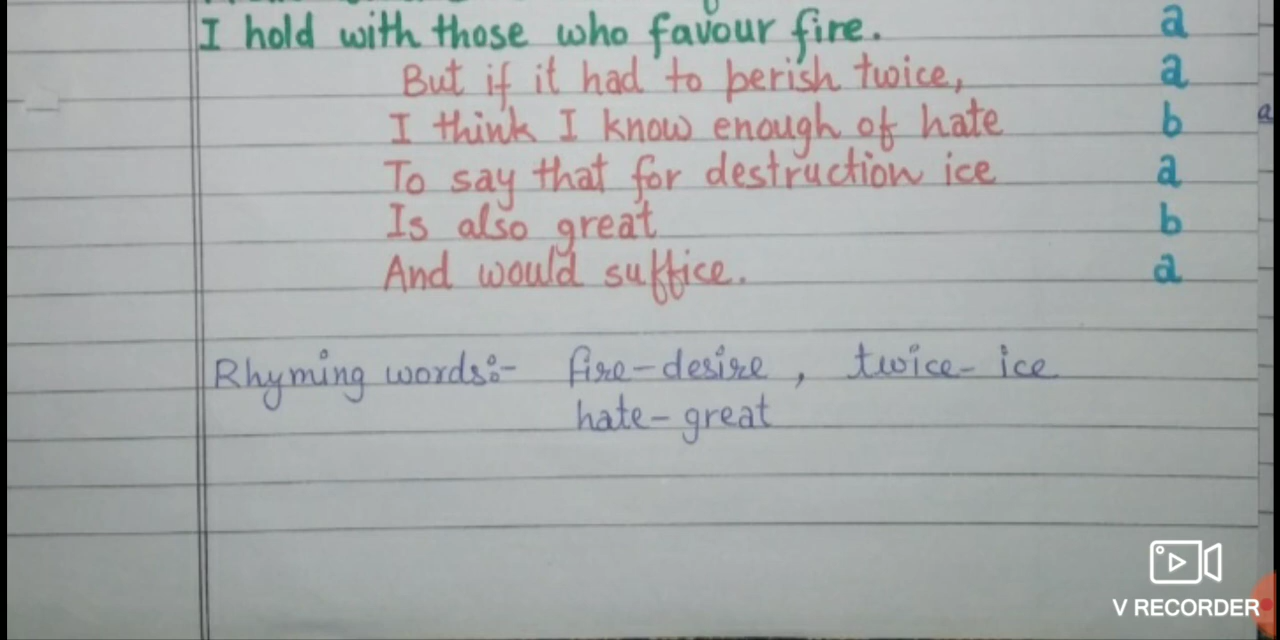 I hold with those who favour fire. a
But if it had to perish twice, a
I think I know enough of hate b
To say that for destruction ice a
Is also great b
And would suffice. a
Rhyming words:- fire-desire, twice- ice
hate-great
V RECORDER